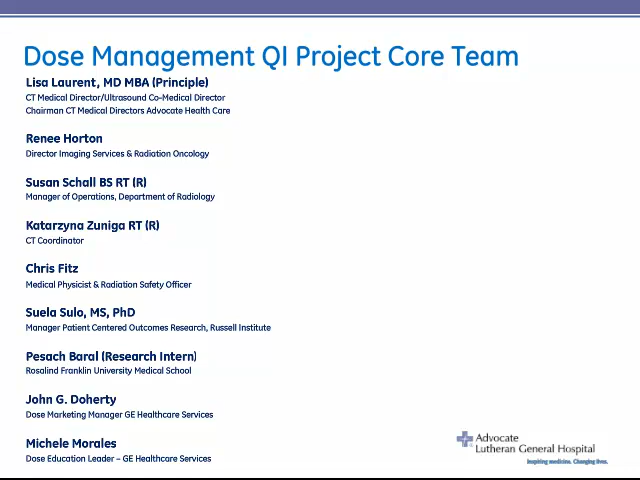 Dose Management QI Project Core Team
Lisa Laurent, MD MBA (Principle)
CT Medical Director/Ultrasound Co-Medical Director
Chairman CT Medical Directors Advocate Health Care
Renee Horton
Director Imaging Services & Radiation Oncology
Susan Schall BS RT (R)
Manager of Operations, Department of Radiology
Katarzyna Zuniga RT (R)
CT Coordinator
Chris Fitz
Medical Physicist & Radiation Safety Officer
Suela Sulo, MS, PhD
Manager Patient Centered Outcomes Research, Russell Institute
Pesach Baral (Research Intern)
Rosalind Franklin University Medical School
John G. Doherty
Dose Marketing Manager GE Healthcare Services
Michele Morales
Dose Education Leader – GE Healthcare Services
Advocate
Lutheran General Hospital
Inspiring medicine. Changing lives.